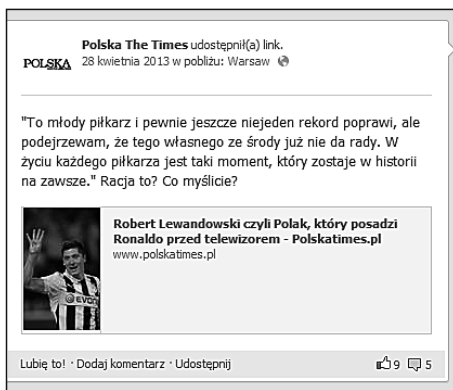 Polska The Times udostępnił(a) link.
POLSKA
28 kwietnia 2013 w pobliżu: Warsaw
"To młody piłkarz i pewnie jeszcze niejeden rekord poprawi, ale
podejrzewam, że tego własnego ze środy już nie da rady. W
życiu każdego piłkarza jest taki moment, który zostaje w historii
na zawsze." Racja to? Co myślicie?
Robert Lewandowski czyli Polak, który posadzi
Ronaldo przed telewizorem - Polskatimes.pl
www.polskatimes.pl
EVON
Lubię to! · Dodaj komentarz · Udostępnij
9
5